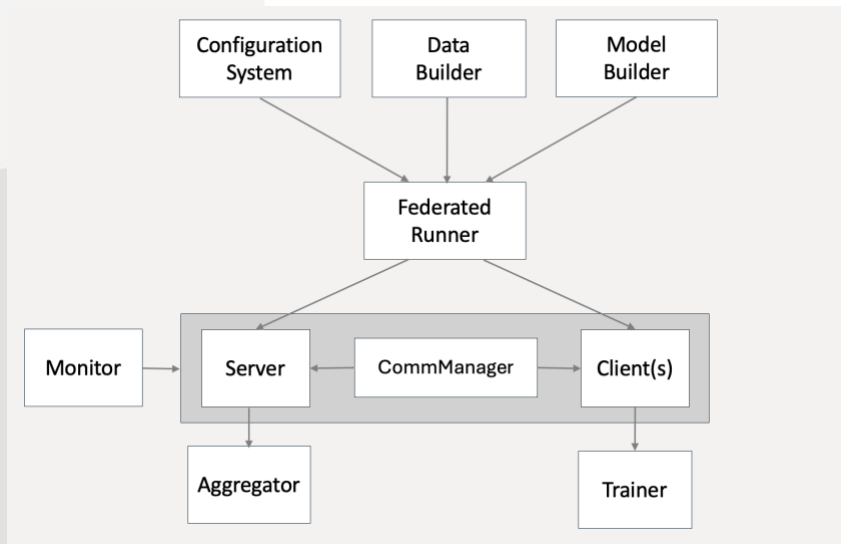 Configuration
System
Data
Builder
Model
Builder
Federated
Runner
Monitor
Server
CommManager
Client(s)
Aggregator
Trainer